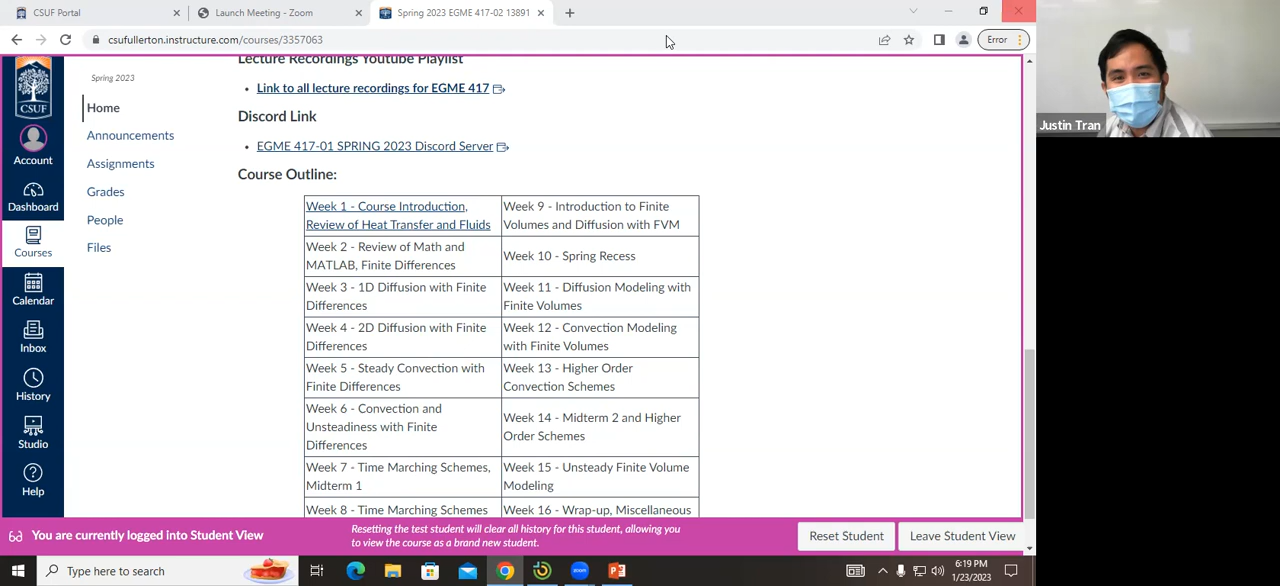 CSUF Portal
Launch Meeting - Zoom
Spring 2023 EGME 417-02 13891
csufullerton.instructure.com/courses/3357063
Error
CSUF
Account
Dashboard
Courses
Calendar
Inbox
History
Studio
Help
Spring 2023
Home
Announcements
Assignments
Grades
People
Files
Lecture Recordings Youtube Playlist
Link to all lecture recordings for EGME 417
Discord Link
EGME 417-01 SPRING 2023 Discord Server
Course Outline:
Week 1 - Course Introduction,
Review of Heat Transfer and Fluids
Week 9 - Introduction to Finite
Volumes and Diffusion with FVM
Week 2 - Review of Math and
MATLAB, Finite Differences
Week 10 - Spring Recess
Week 3 - 1D Diffusion with Finite
Differences
Week 11 - Diffusion Modeling with
Finite Volumes
Week 4 - 2D Diffusion with Finite
Differences
Week 12 - Convection Modeling
with Finite Volumes
Week 5 - Steady Convection with
Finite Differences
Week 13 - Higher Order
Convection Schemes
Week 6 - Convection and
Unsteadiness with Finite
Differences
Week 14 - Midterm 2 and Higher
Order Schemes
Week 7 - Time Marching Schemes,
Midterm 1
Week 15 - Unsteady Finite Volume
Modeling
Week 8 - Time Marching Schemes
Week 16 - Wrap-up, Miscellaneous
You are currently logged into Student View
Resetting the test student will clear all history for this student, allowing you
to view the course as a brand new student.
Reset Student
Leave Student View
Type here to search
zoom
6:19 PM
1/23/2023
Justin Tran